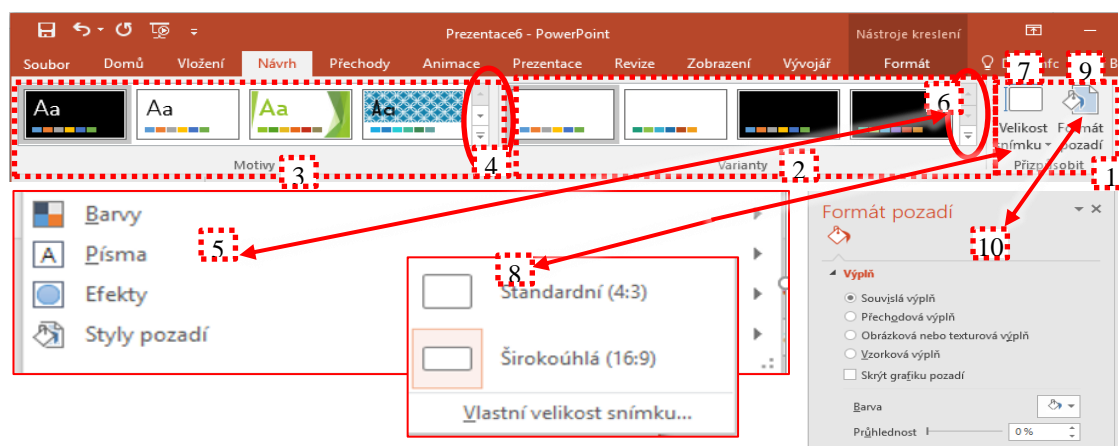 Prezentace6 - PowerPoint
Nástroje kreslení
Soubor Domů Vložení Návrh Přechody Animace Prezentace Revize Zobrazení Vývojář Formát
7 9
Aa Aa Aa Aa
6
Velikost snímku
Formát pozadí
Motivy
Varianty
Přizpůsobit
3 4 2 1
Barvy
Písma
Efekty
Styly pozadí
5
8
Standardní (4:3)
Širokoúhlá (16:9)
Vlastní velikost snímku...
Formát pozadí
10
Výplň
Souvislá výplň
Přechodová výplň
Obrázková nebo texturová výplň
Vzorková výplň
Skrýt grafiku pozadí
Barva
Průhlednost 0 %